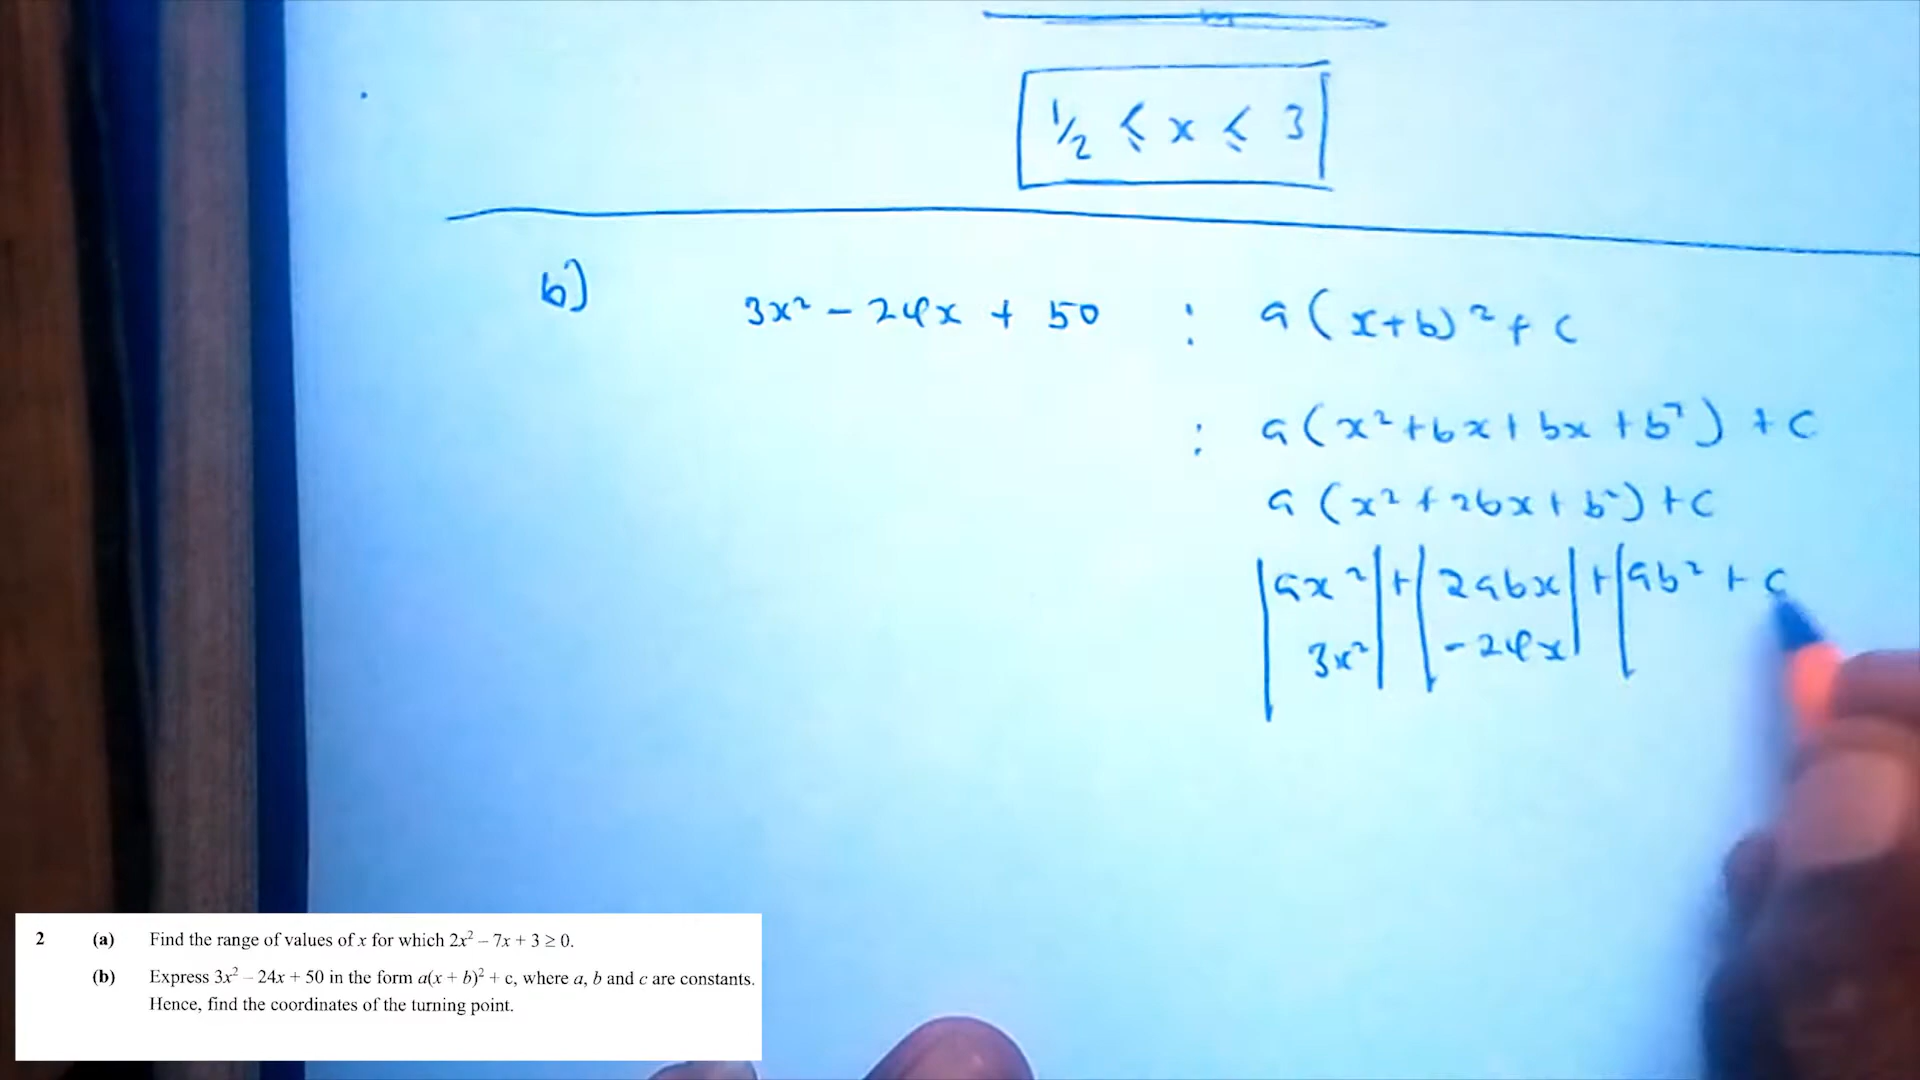 ½ ≤ x ≤ 3
b) 3x² - 24x + 50 : a(x+b)² + c
: a(x²+bx+bx+b²) + c
a(x²+2bx+b²)+c
|ax²|+|2abx|+|ab² + c
3x² -24x
2 (a) Find the range of values of x for which 2x² – 7x + 3 ≥ 0.
(b) Express 3x² – 24x + 50 in the form a(x + b)² + c, where a, b and c are constants.
Hence, find the coordinates of the turning point.